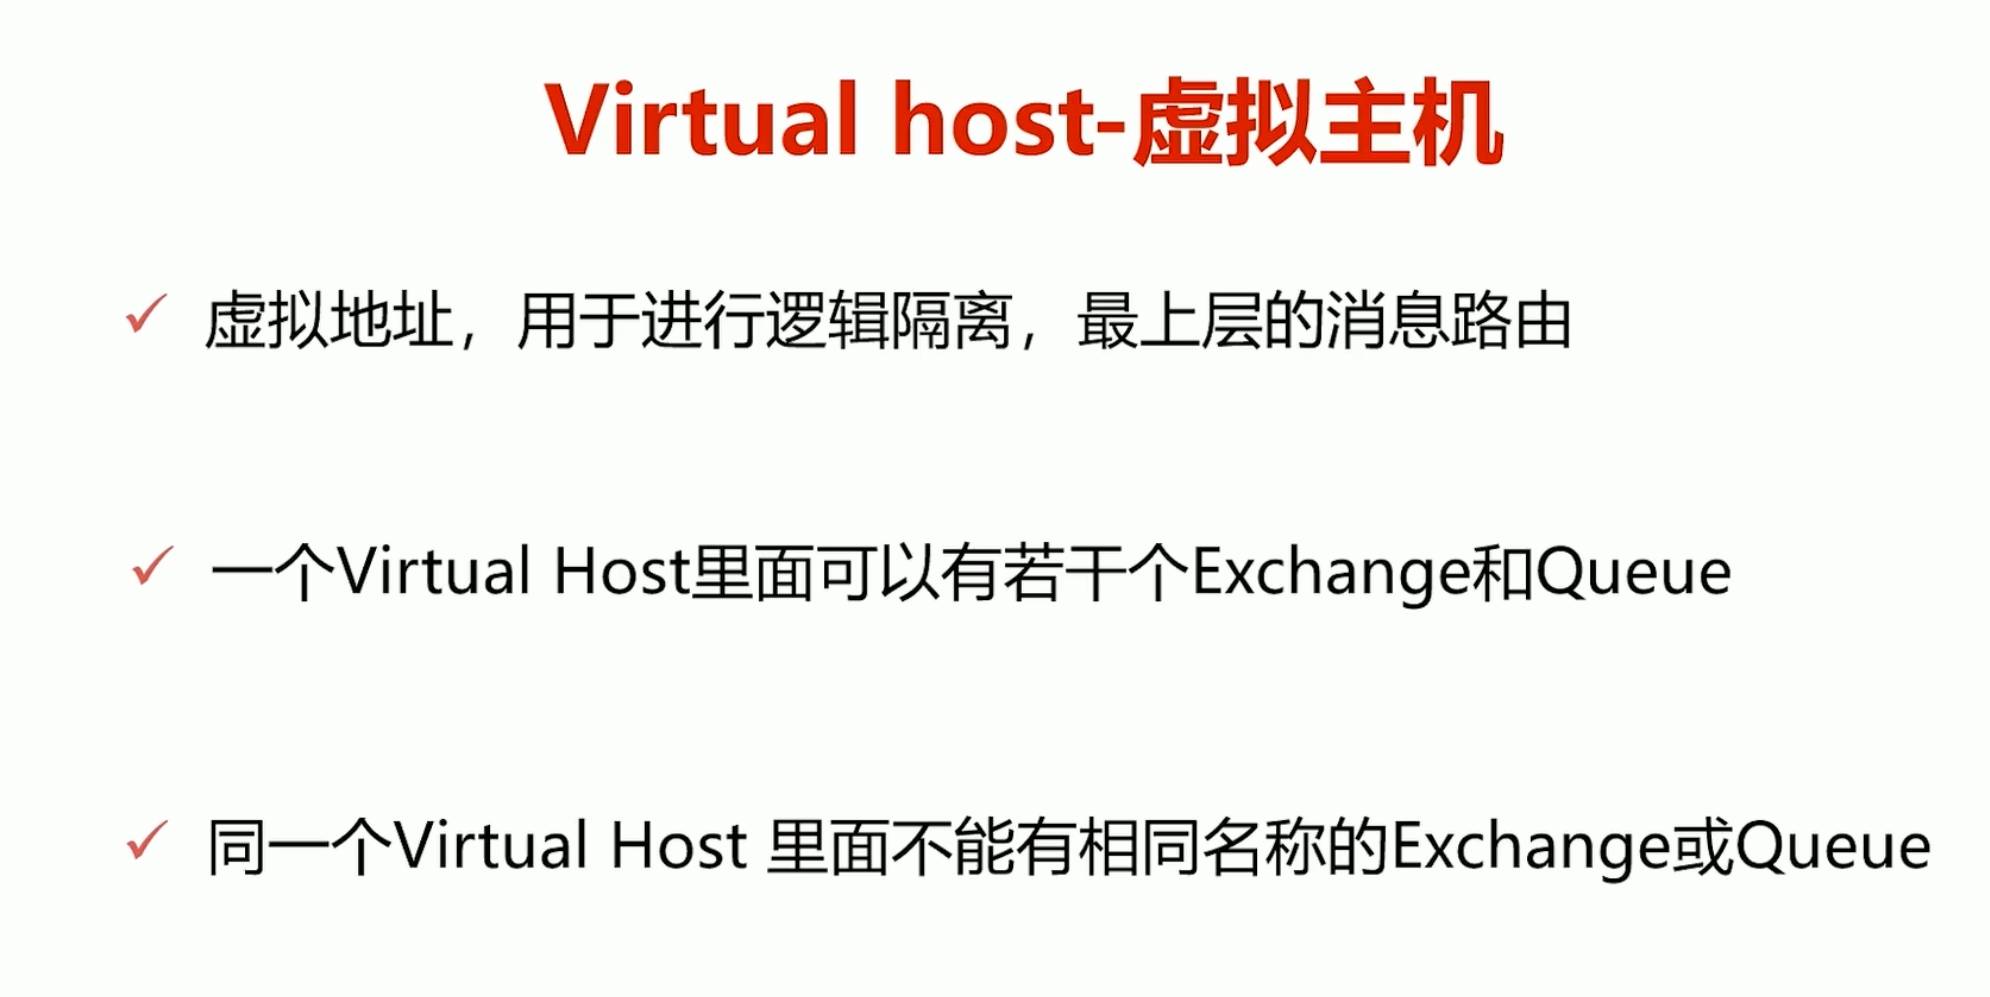 Virtual host-虚拟主机
虚拟地址，用于进行逻辑隔离，最上层的消息路由
一个Virtual Host里面可以有若干个Exchange和Queue
同一个Virtual Host 里面不能有相同名称的Exchange或Queue